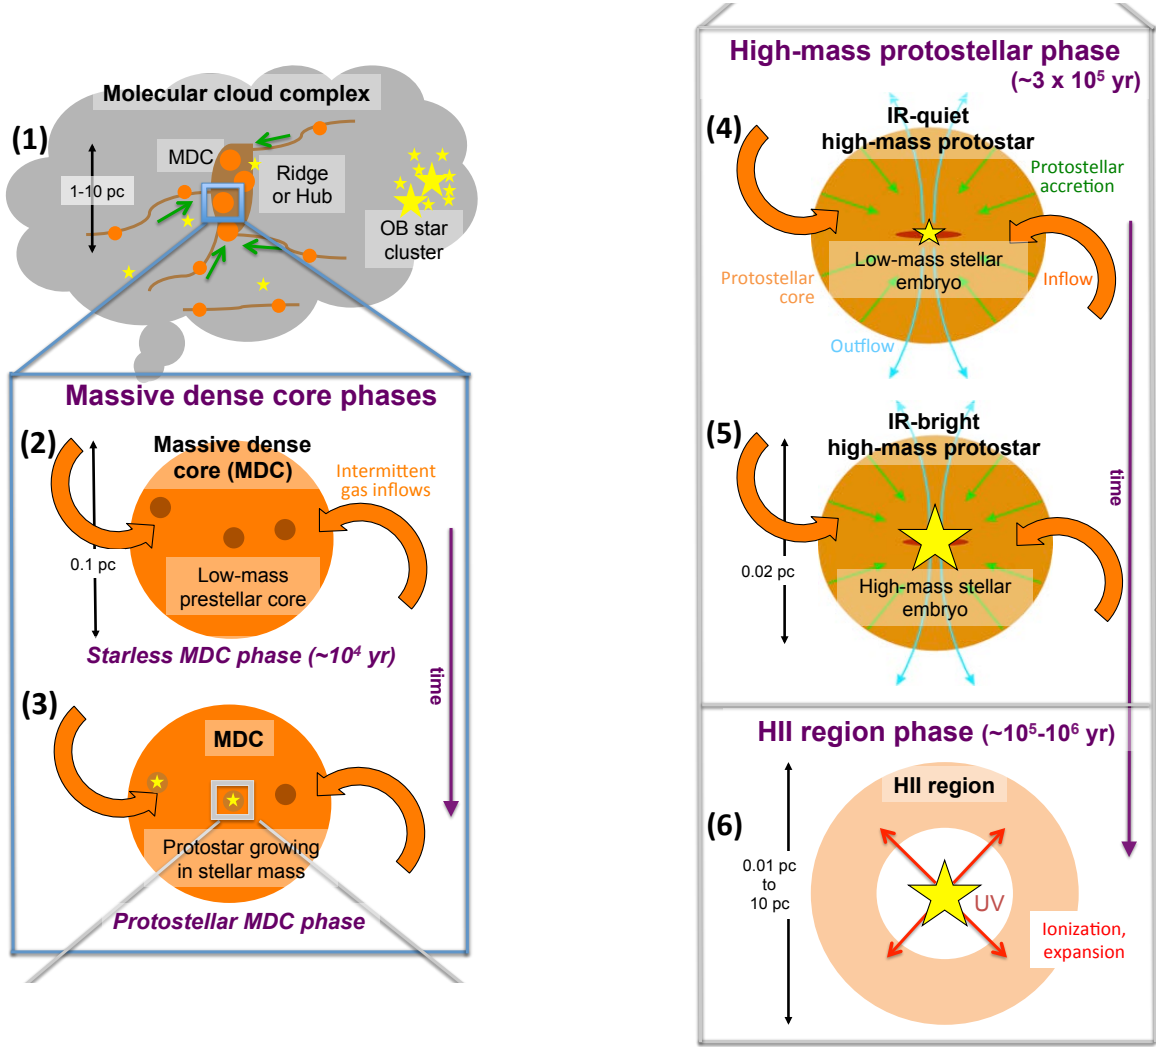 Molecular cloud complex
(1)
MDC
1-10 pc
Ridge
or Hub
OB star
cluster
Massive dense core phases
(2)
Massive dense
core (MDC)
Intermittent
gas inflows
0.1 pc
Low-mass
prestellar core
Starless MDC phase (~10⁴ yr)
time
(3)
MDC
Protostar growing
in stellar mass
Protostellar MDC phase
High-mass protostellar phase
(~3 x 10⁵ yr)
(4)
IR-quiet
high-mass protostar
Protostellar
accretion
Low-mass stellar
embryo
Protostellar
core
Inflow
Outflow
(5)
IR-bright
high-mass protostar
time
0.02 pc
High-mass stellar
embryo
HII region phase (~10⁵-10⁶ yr)
HII region
(6)
0.01 pc
to
10 pc
UV
Ionization,
expansion